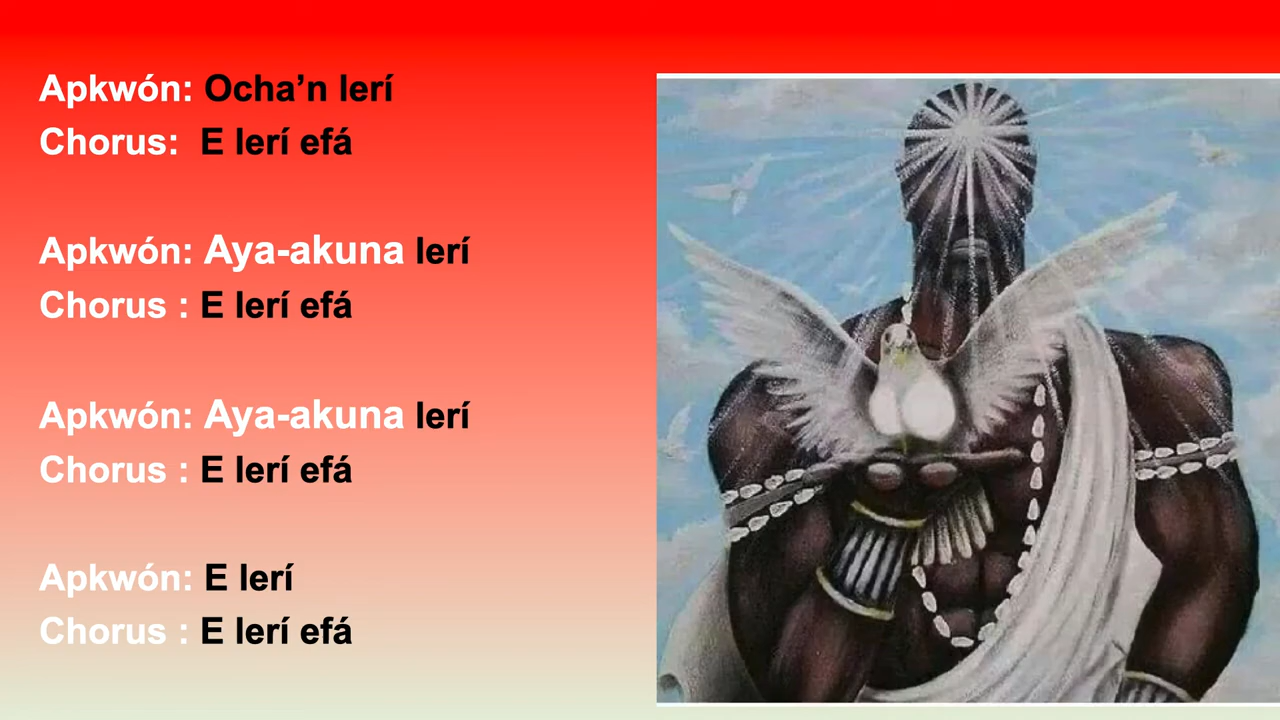 Apkwón: Ocha’n lerí
Chorus: E lerí efá
Apkwón: Aya-akuna lerí
Chorus : E lerí efá
Apkwón: Aya-akuna lerí
Chorus : E lerí efá
Apkwón: E lerí
Chorus : E lerí efá